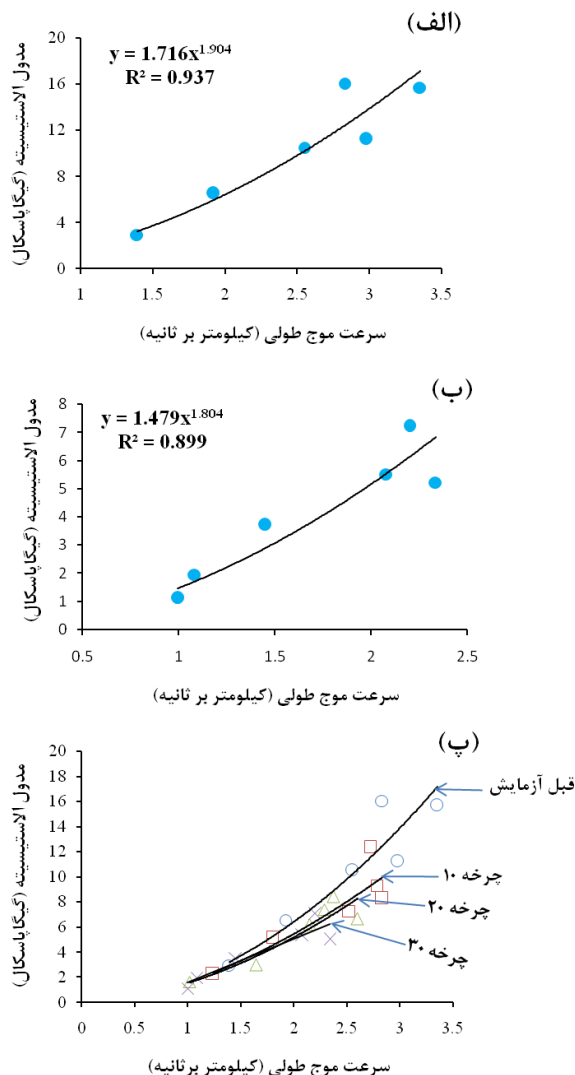 (الف)
y = 1.716x^1.904
R² = 0.937
مدول الاستیسیته (گیگاپاسکال)
20
16
12
8
4
0
1 1.5 2 2.5 3 3.5
سرعت موج طولی (کیلومتر بر ثانیه)
(ب)
y = 1.479x^1.804
R² = 0.899
مدول الاستیسیته (گیگاپاسکال)
8
7
6
5
4
3
2
1
0
0.5 1 1.5 2 2.5
سرعت موج طولی (کیلومتر بر ثانیه)
(پ)
مدول الاستیسیته (گیگاپاسکال)
20
18
16
14
12
10
8
6
4
2
0
قبل آزمایش
۱۰ چرخه
۲۰ چرخه
۳۰ چرخه
0 1 1.5 2 2.5 3 3.5
سرعت موج طولی (کیلومتر برثانیه)